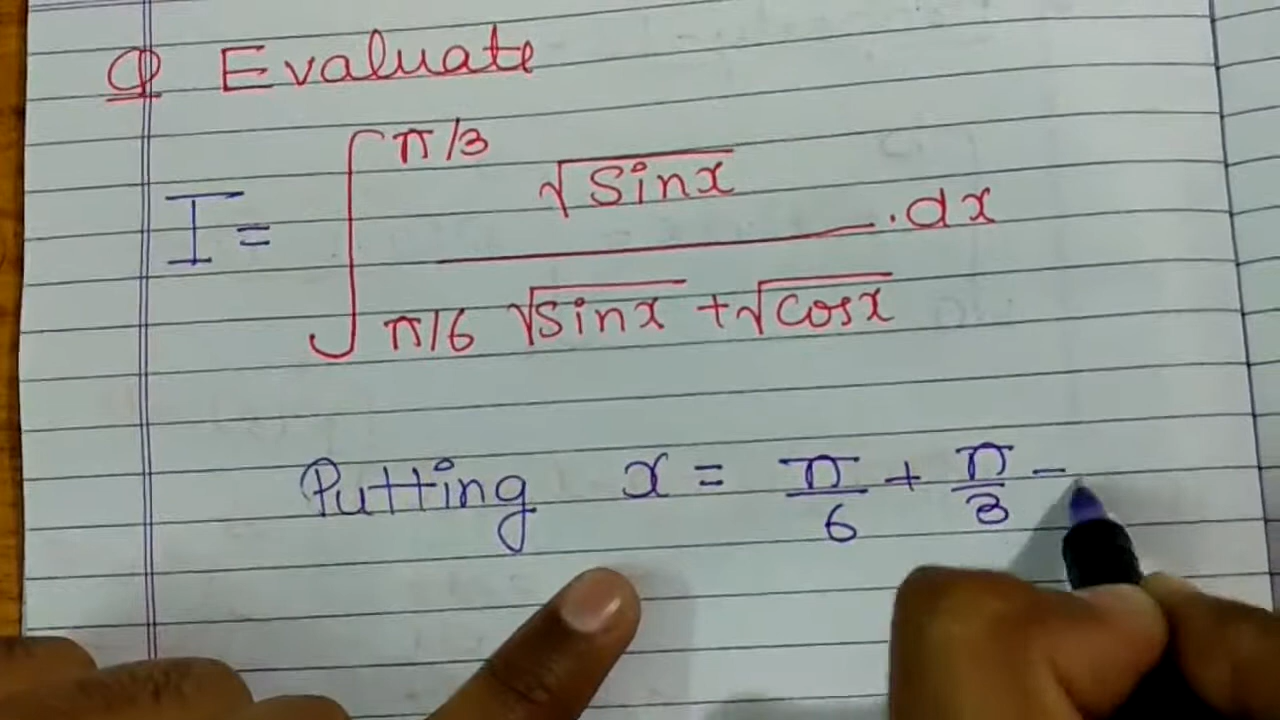 Q Evaluate
I = ∫ π/3 √sinx
.dx
π/6 √sinx + √cosx
Putting x = π/6 + π/3 -